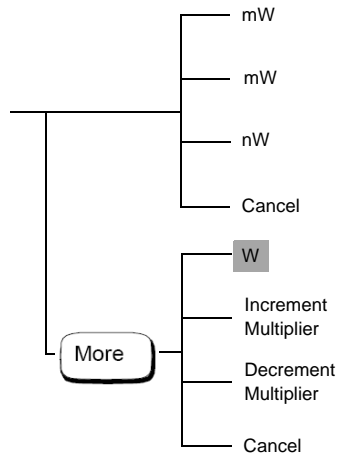 mW
mW
nW
Cancel
W
Increment
Multiplier
More
Decrement
Multiplier
Cancel